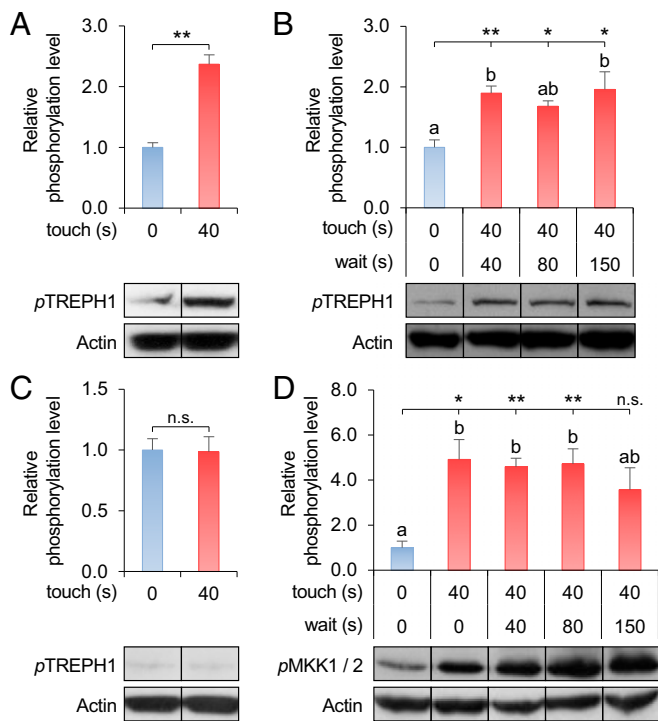 A
Relative
phosphorylation level
3.0
2.0
1.0
0.0
**
touch (s) 0 40
pTREPH1
Actin
B
Relative
phosphorylation level
3.0
2.0
1.0
0.0
** * *
a b ab b
touch (s) 0 40 40 40
wait (s) 0 40 80 150
pTREPH1
Actin
C
Relative
phosphorylation level
1.5
1.0
0.5
0.0
n.s.
touch (s) 0 40
pTREPH1
Actin
D
Relative
phosphorylation level
8.0
6.0
4.0
2.0
0.0
* ** ** n.s.
a b b b ab
touch (s) 0 40 40 40 40
wait (s) 0 0 40 80 150
pMKK1 / 2
Actin